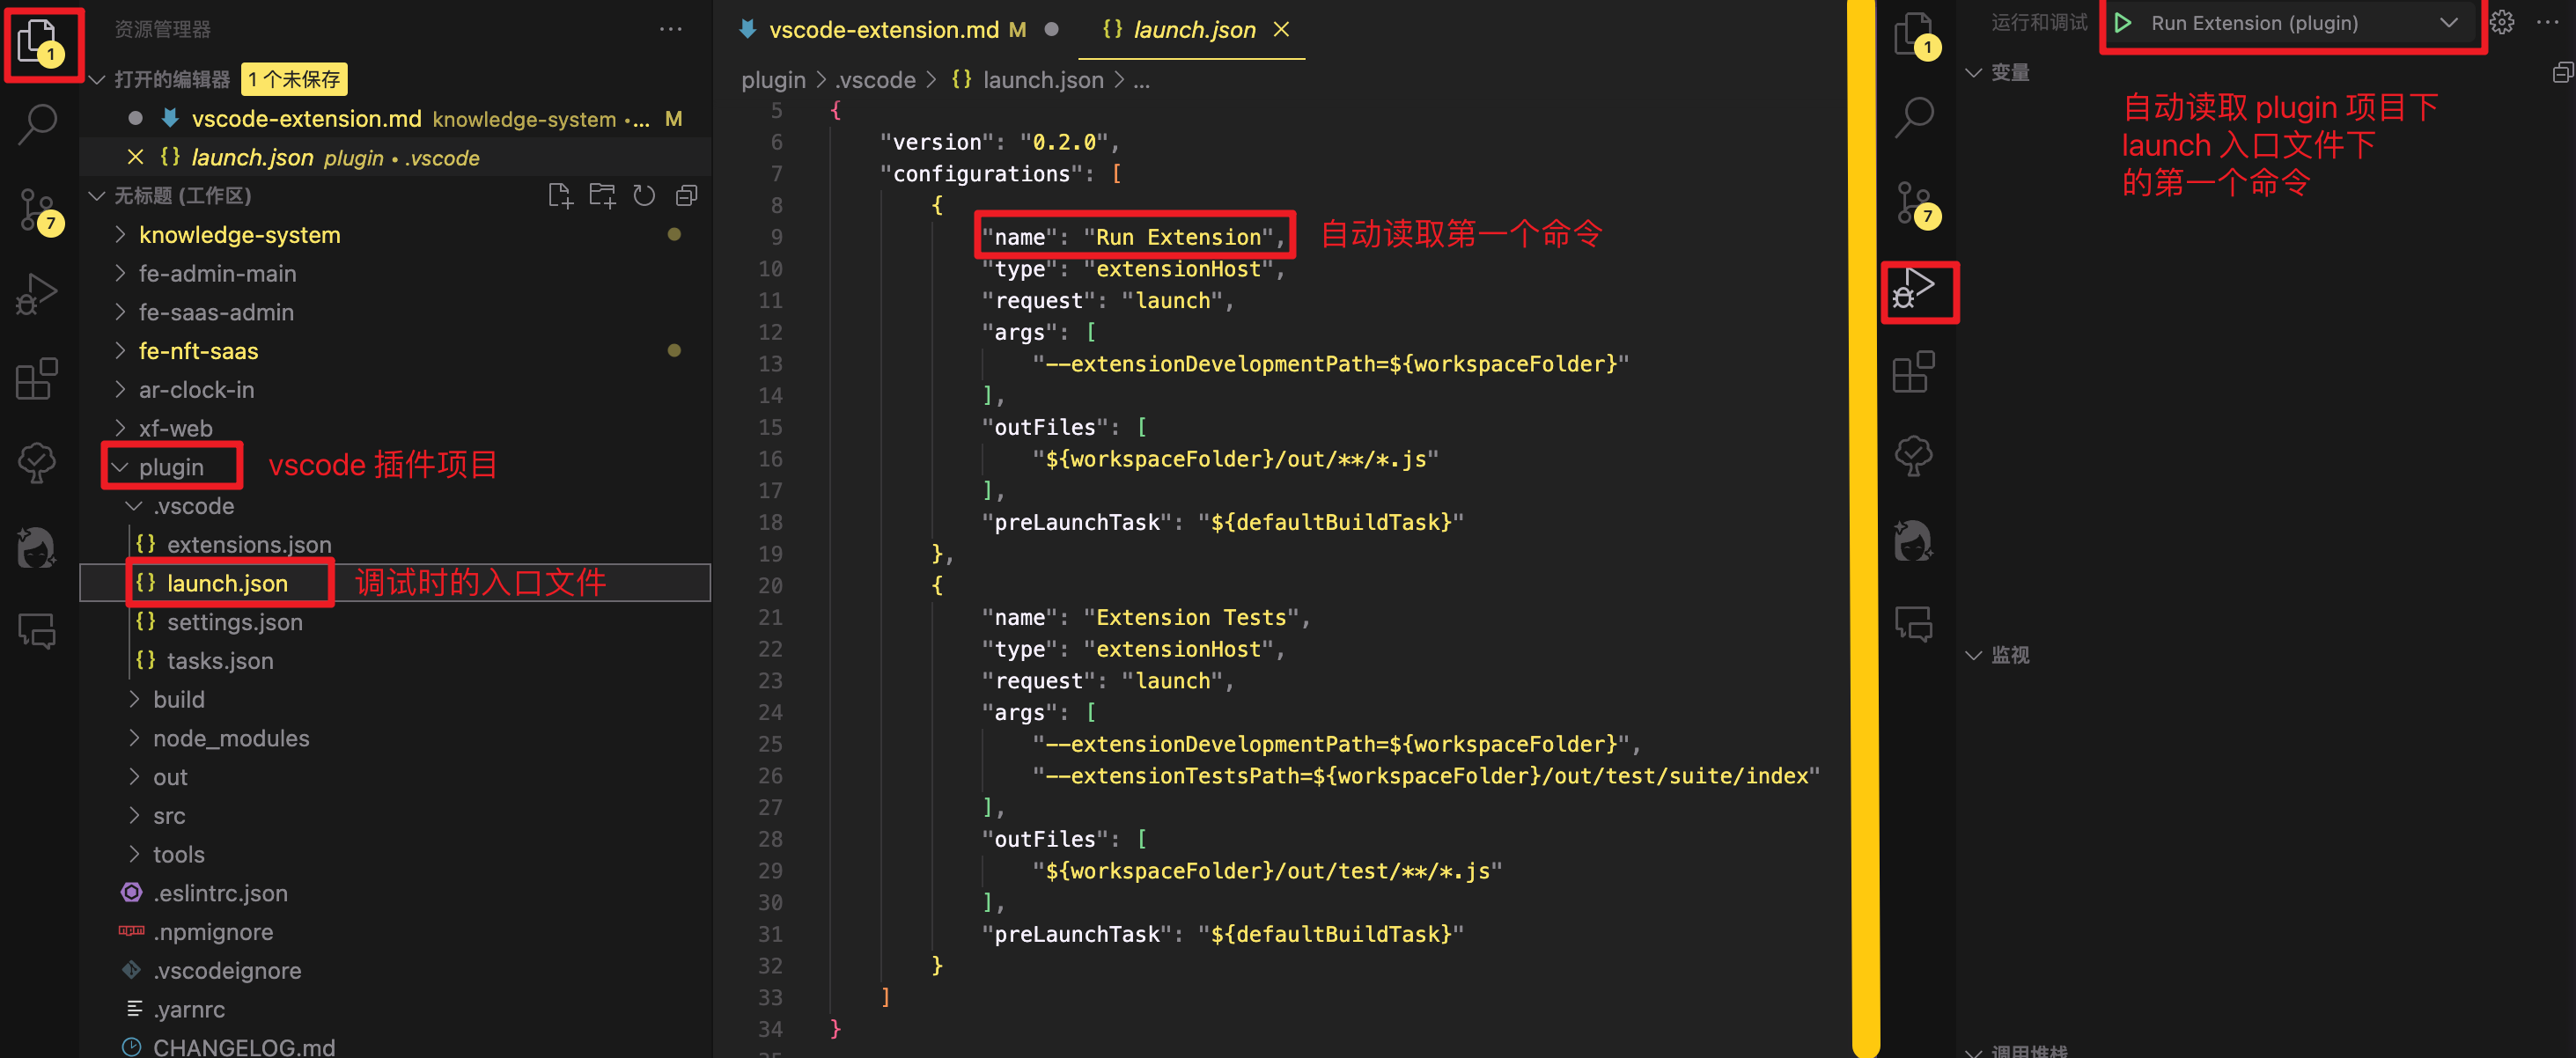 资源管理器
打开的编辑器 1 个未保存
vscode-extension.md knowledge-system •... M
launch.json plugin • .vscode
无标题 (工作区)
knowledge-system
fe-admin-main
fe-saas-admin
fe-nft-saas
ar-clock-in
xf-web
plugin
vscode 插件项目
.vscode
extensions.json
launch.json
调试时的入口文件
settings.json
tasks.json
build
node_modules
out
src
tools
.eslintrc.json
.npmignore
.vscodeignore
.yarnrc
CHANGELOG.md
1
7
vscode-extension.md M
launch.json
plugin > .vscode > {} launch.json > ...
5 {
6 "version": "0.2.0",
7 "configurations": [
8 {
9 "name": "Run Extension",
自动读取第一个命令
10 "type": "extensionHost",
11 "request": "launch",
12 "args": [
13 "--extensionDevelopmentPath=${workspaceFolder}"
14 ],
15 "outFiles": [
16 "${workspaceFolder}/out/**/*.js"
17 ],
18 "preLaunchTask": "${defaultBuildTask}"
19 },
20 {
21 "name": "Extension Tests",
22 "type": "extensionHost",
23 "request": "launch",
24 "args": [
25 "--extensionDevelopmentPath=${workspaceFolder}",
26 "--extensionTestsPath=${workspaceFolder}/out/test/suite/index"
27 ],
28 "outFiles": [
29 "${workspaceFolder}/out/test/**/*.js"
30 ],
31 "preLaunchTask": "${defaultBuildTask}"
32 }
33 ]
34 }
1
7
运行和调试 Run Extension (plugin)
变量
自动读取 plugin 项目下
launch 入口文件下
的第一个命令
监视
调用堆栈